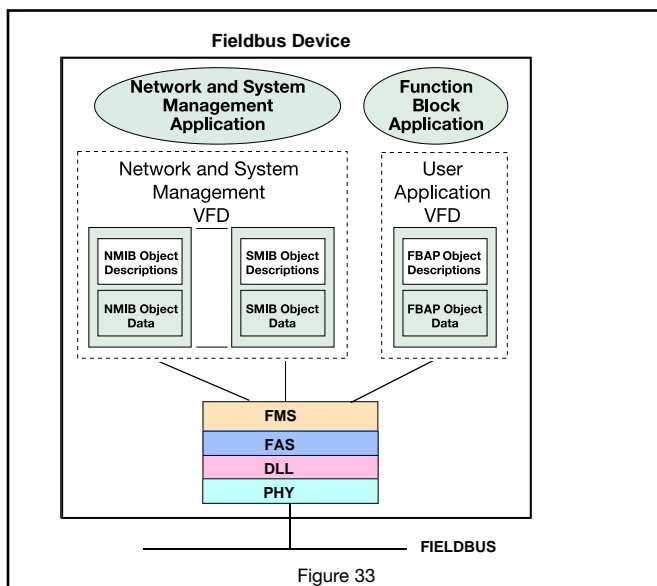 Fieldbus Device
Network and System
Management
Application
Function
Block
Application
Network and System
Management
VFD
User
Application
VFD
NMIB Object
Descriptions
NMIB Object
Data
SMIB Object
Descriptions
SMIB Object
Data
FBAP Object
Descriptions
FBAP Object
Data
FMS
FAS
DLL
PHY
FIELDBUS
Figure 33